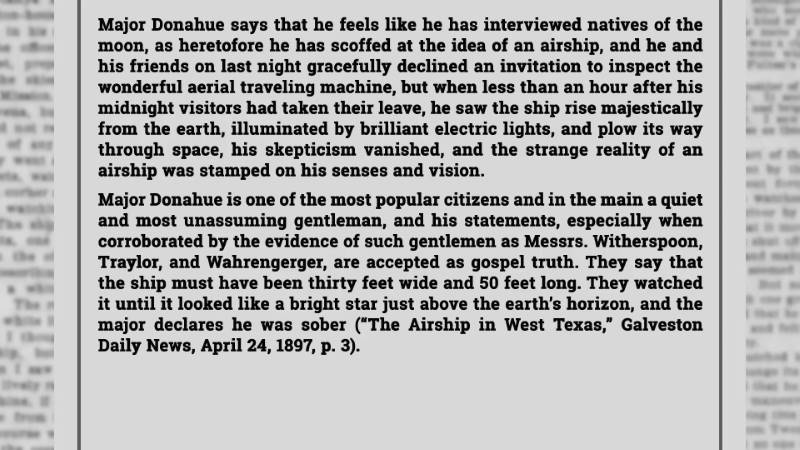 Major Donahue says that he feels like he has interviewed natives of the
moon, as heretofore he has scoffed at the idea of an airship, and he and
his friends on last night gracefully declined an invitation to inspect the
wonderful aerial traveling machine, but when less than an hour after his
midnight visitors had taken their leave, he saw the ship rise majestically
from the earth, illuminated by brilliant electric lights, and plow its way
through space, his skepticism vanished, and the strange reality of an
airship was stamped on his senses and vision.
Major Donahue is one of the most popular citizens and in the main a quiet
and most unassuming gentleman, and his statements, especially when
corroborated by the evidence of such gentlemen as Messrs. Witherspoon,
Traylor, and Wahrengerger, are accepted as gospel truth. They say that
the ship must have been thirty feet wide and 50 feet long. They watched
it until it looked like a bright star just above the earth’s horizon, and the
major declares he was sober (“The Airship in West Texas,” Galveston
Daily News, April 24, 1897, p. 3).